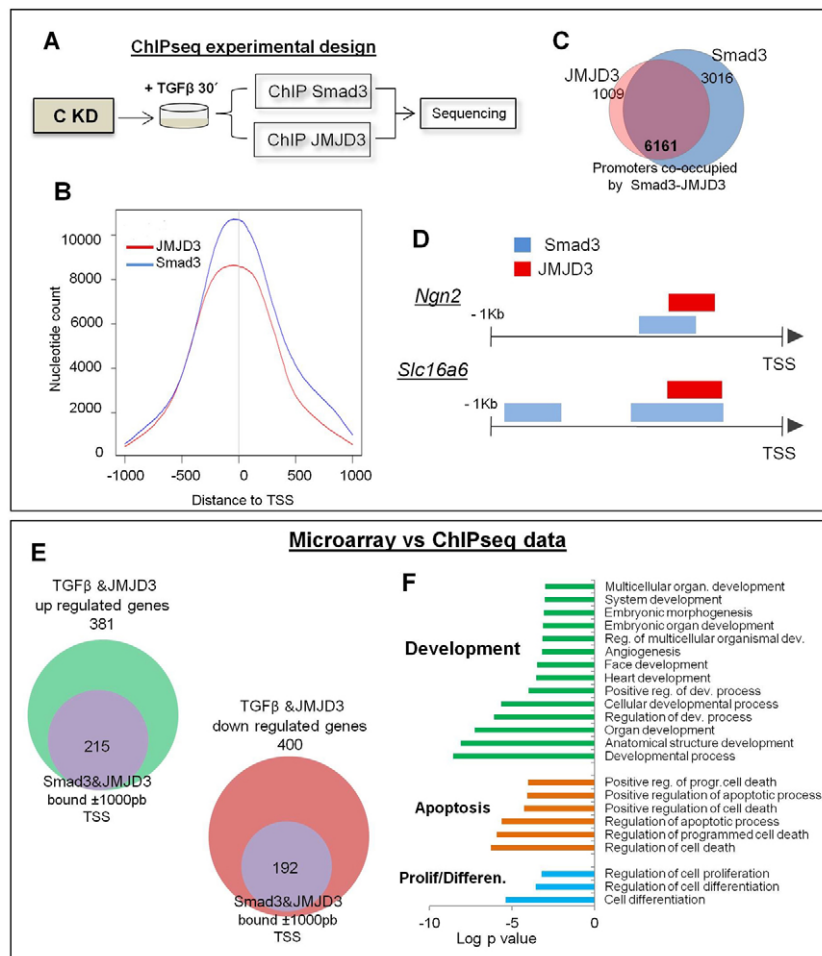 A
ChIPseq experimental design
C KD
+ TGFβ 30´
ChIP Smad3
ChIP JMJD3
Sequencing
C
JMJD3
1009
Smad3
3016
6161
Promoters co-occupied
by Smad3-JMJD3
B
JMJD3
Smad3
Nucleotide count
10000
8000
6000
4000
2000
0
-1000
-500
0
500
1000
Distance to TSS
D
Smad3
JMJD3
Ngn2
- 1Kb
TSS
Slc16a6
- 1Kb
TSS
Microarray vs ChIPseq data
E
TGFβ &JMJD3
up regulated genes
381
215
Smad3&JMJD3
bound ±1000pb
TSS
TGFβ &JMJD3
down regulated genes
400
192
Smad3&JMJD3
bound ±1000pb
TSS
F
Development
Multicellular organ. development
System development
Embryonic morphogenesis
Embryonic organ development
Reg. of multicellular organismal dev.
Angiogenesis
Face development
Heart development
Positive reg. of dev. process
Cellular developmental process
Regulation of dev. process
Organ development
Anatomical structure development
Developmental process
Apoptosis
Positive reg. of progr.cell death
Positive regulation of apoptotic process
Positive regulation of cell death
Regulation of apoptotic process
Regulation of programmed cell death
Regulation of cell death
Prolif/Differen.
Regulation of cell proliferation
Regulation of cell differentiation
Cell differentiation
-10
-5
0
Log p value